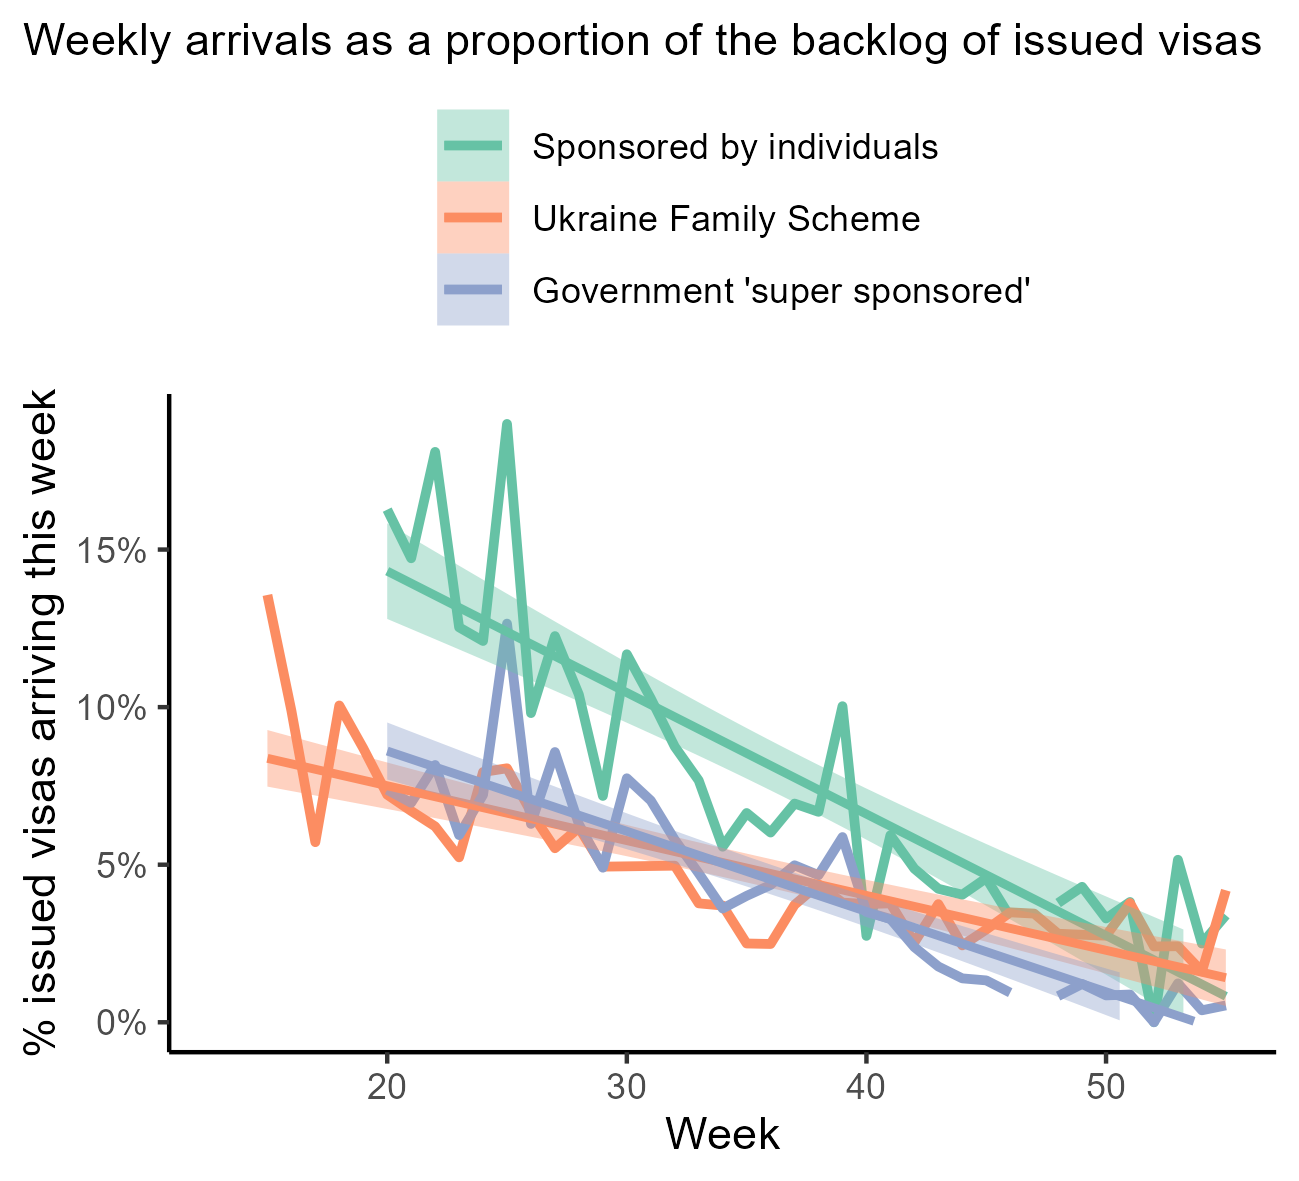 Weekly arrivals as a proportion of the backlog of issued visas
Sponsored by individuals
Ukraine Family Scheme
Government 'super sponsored'
% issued visas arriving this week
15%
10%
5%
0%
20 30 40 50
Week